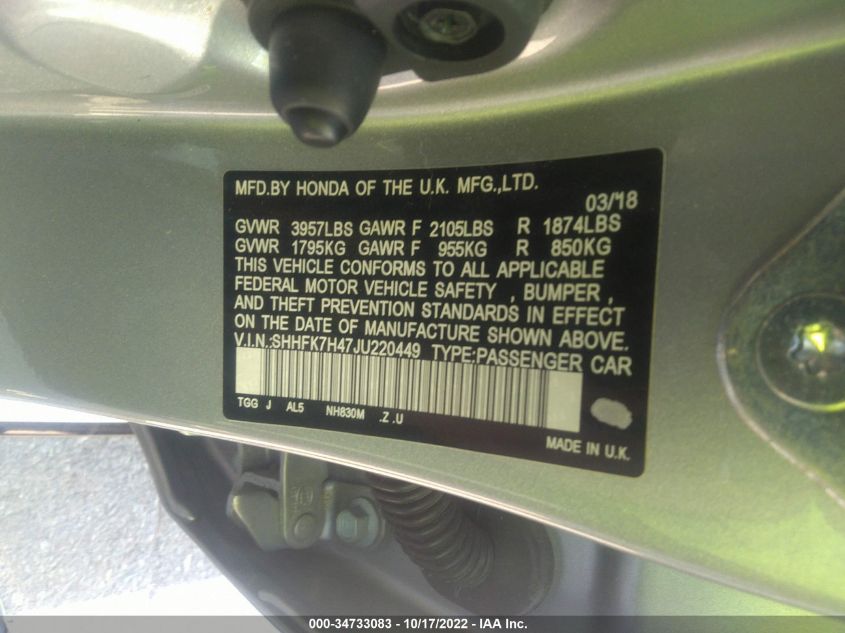 MFD.BY HONDA OF THE U.K. MFG.,LTD.
03/'18
GVWR 3957LBS GAWR F 2105LBS R 1874LBS
GVWR 1795KG GAWR F 955KG R 850KG
THIS VEHICLE CONFORMS TO ALL APPLICABLE
FEDERAL MOTOR VEHICLE SAFETY , BUMPER ,
AND THEFT PREVENTION STANDARDS IN EFFECT
ON THE DATE OF MANUFACTURE SHOWN ABOVE.
V.I.N.:SHHFK7H47JU220449 TYPE:PASSENGER CAR
TGG J AL5 NH830M .Z .U
MADE IN U.K.
000-34733083 - 10/17/2022 - IAA Inc.